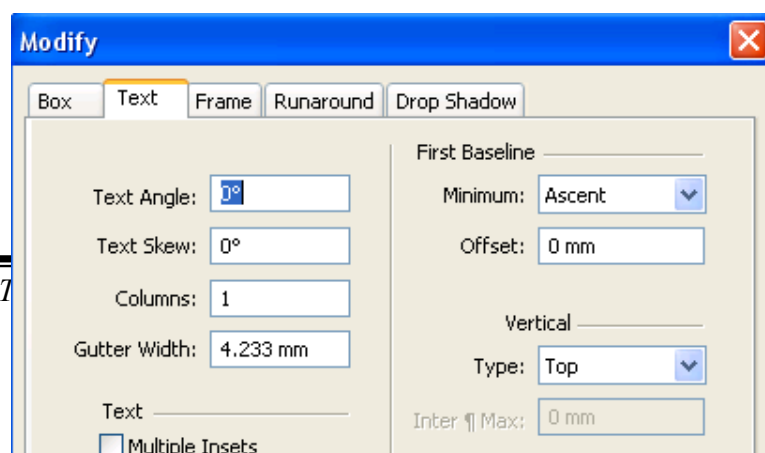 Modify
Box Text Frame Runaround Drop Shadow
First Baseline
Text Angle: 0° Minimum: Ascent
Text Skew: 0° Offset: 0 mm
T
Columns: 1
Vertical
Gutter Width: 4.233 mm
Type: Top
Text
Inter ¶ Max: 0 mm
Multiple Insets